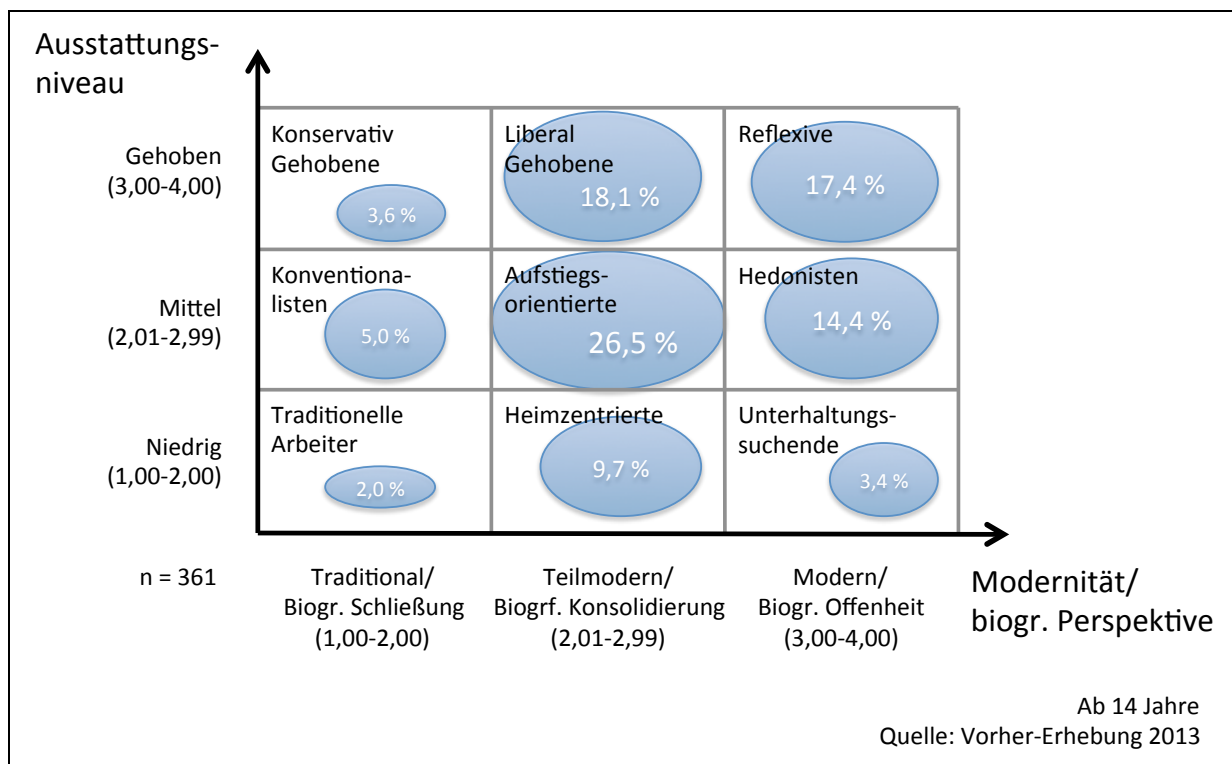 Ausstattungs-
niveau
Gehoben
(3,00-4,00)
Konservativ
Gehobene
3,6 %
Liberal
Gehobene
18,1 %
Reflexive
17,4 %
Mittel
(2,01-2,99)
Konventiona-
listen
5,0 %
Aufstiegs-
orientierte
26,5 %
Hedonisten
14,4 %
Niedrig
(1,00-2,00)
Traditionelle
Arbeiter
2,0 %
Heimzentrierte
9,7 %
Unterhaltungs-
suchende
3,4 %
n = 361
Traditional/
Biogr. Schließung
(1,00-2,00)
Teilmodern/
Biogrf. Konsolidierung
(2,01-2,99)
Modern/
Biogr. Offenheit
(3,00-4,00)
Modernität/
biogr. Perspektive
Ab 14 Jahre
Quelle: Vorher-Erhebung 2013